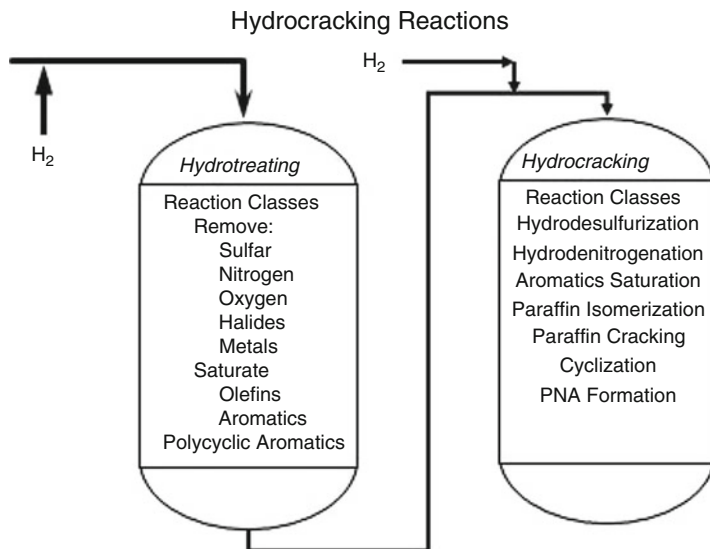 Hydrocracking Reactions
H2
H2
Hydrotreating
Reaction Classes
Remove:
Sulfar
Nitrogen
Oxygen
Halides
Metals
Saturate
Olefins
Aromatics
Polycyclic Aromatics
Hydrocracking
Reaction Classes
Hydrodesulfurization
Hydrodenitrogenation
Aromatics Saturation
Paraffin Isomerization
Paraffin Cracking
Cyclization
PNA Formation